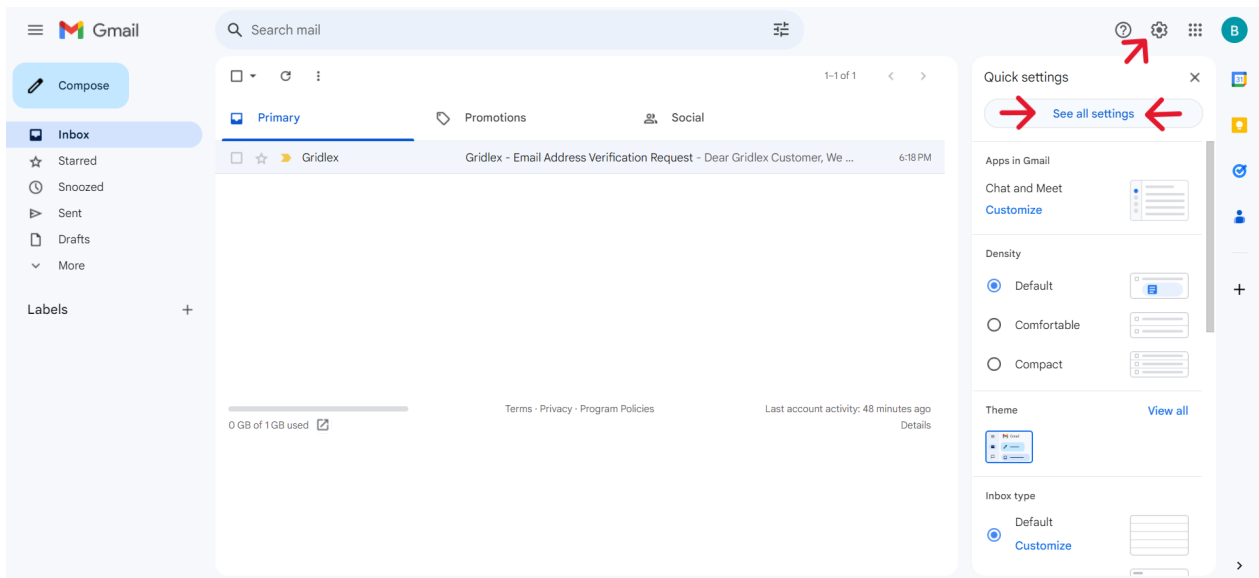 Gmail
Search mail
B
Compose
Inbox
Starred
Snoozed
Sent
Drafts
More
Labels
1–1 of 1
Primary
Promotions
Social
Gridlex
Gridlex - Email Address Verification Request - Dear Gridlex Customer, We ...
6:18 PM
0 GB of 1 GB used
Terms · Privacy · Program Policies
Last account activity: 48 minutes ago
Details
Quick settings
See all settings
Apps in Gmail
Chat and Meet
Customize
Density
Default
Comfortable
Compact
Theme
View all
Gmail
Inbox type
Default
Customize
31